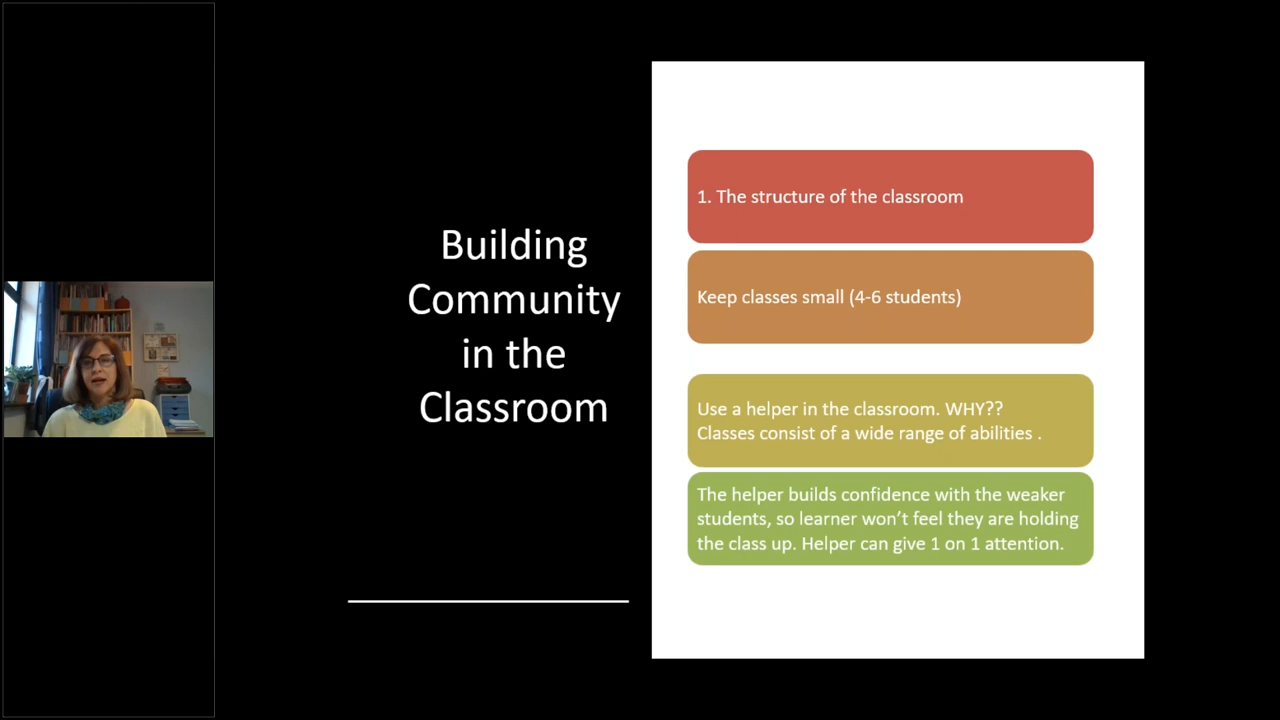 Building
Community
in the
Classroom
1. The structure of the classroom
Keep classes small (4-6 students)
Use a helper in the classroom. WHY??
Classes consist of a wide range of abilities .
The helper builds confidence with the weaker
students, so learner won’t feel they are holding
the class up. Helper can give 1 on 1 attention.